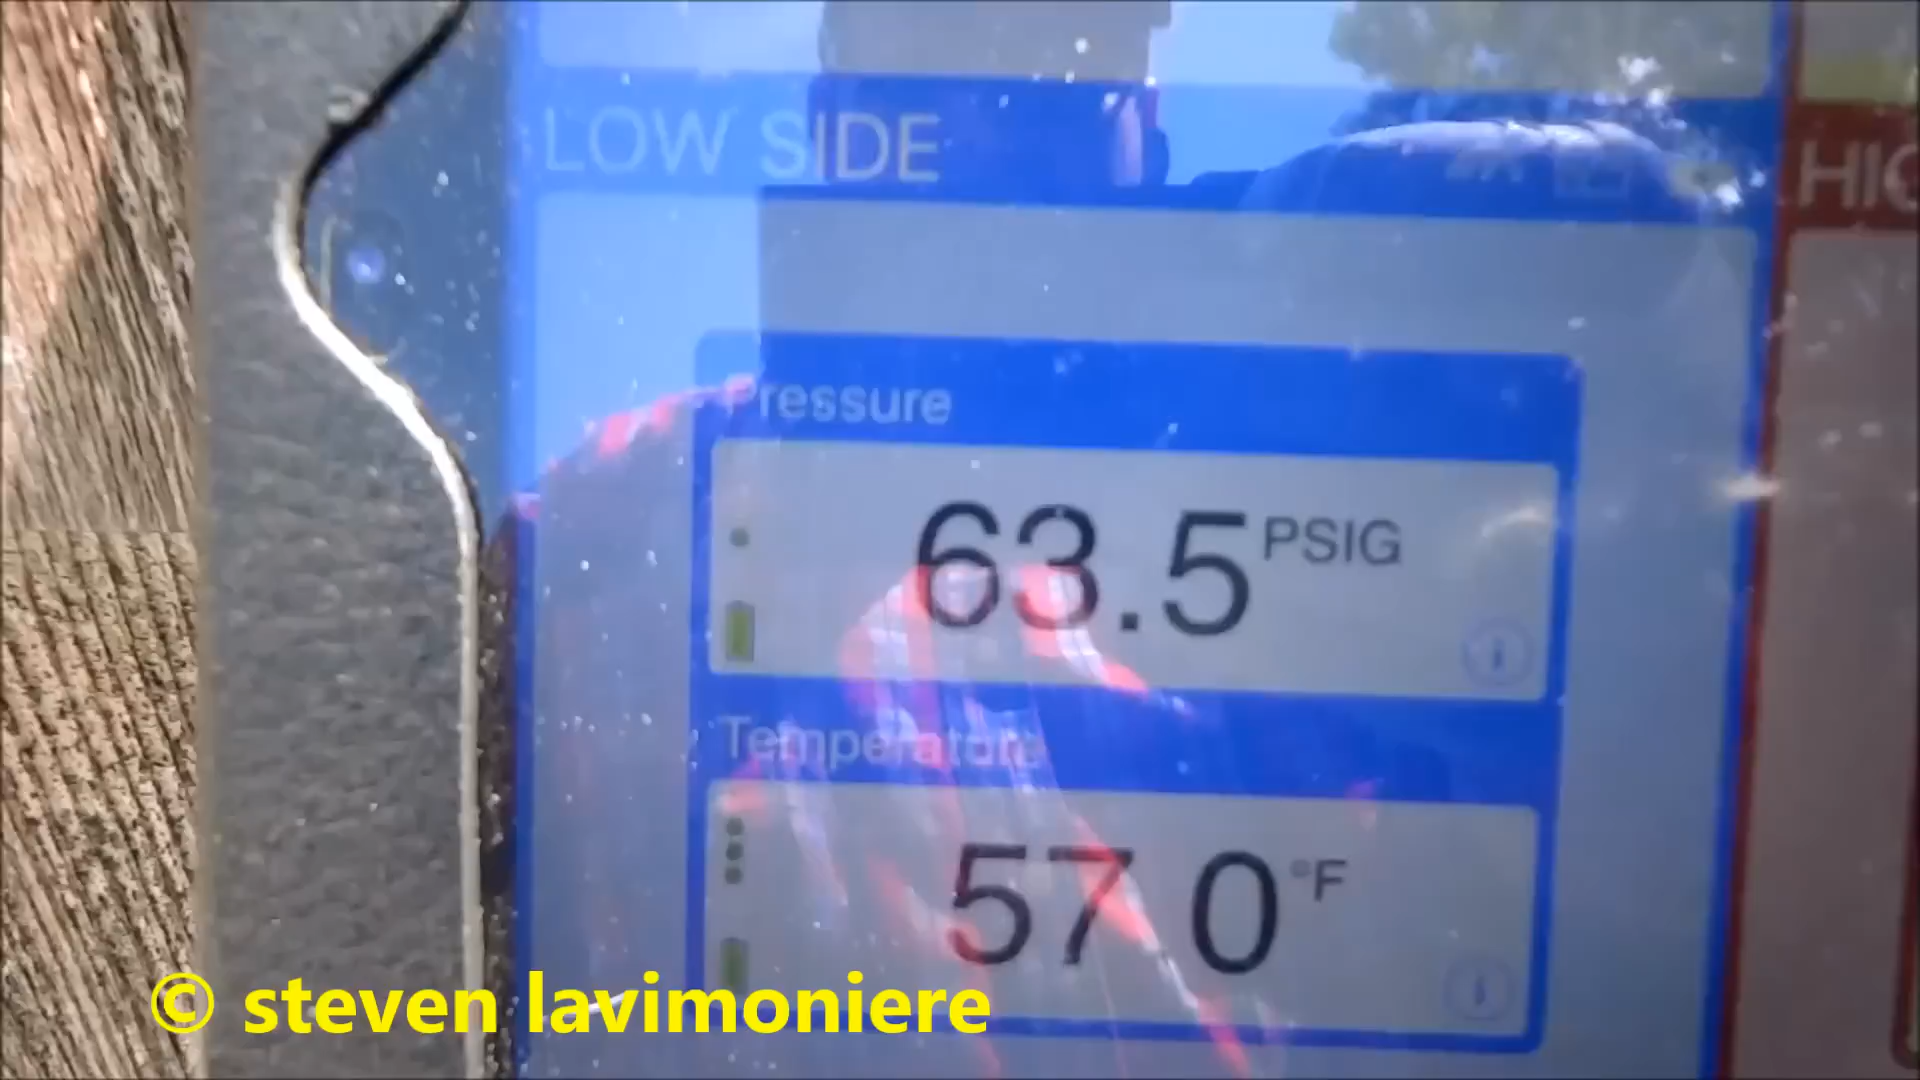 LOW SIDE
HIG
Pressure
63.5 PSIG
Temperature
57.0 °F
© steven lavimoniere